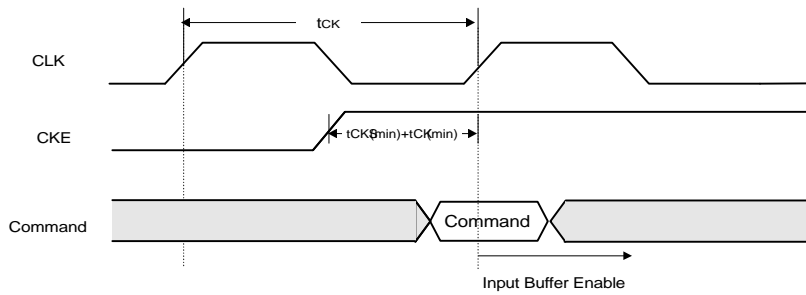 tCK
CLK
CKE
tCKS(min)+tCK(min)
Command
Command
Input Buffer Enable